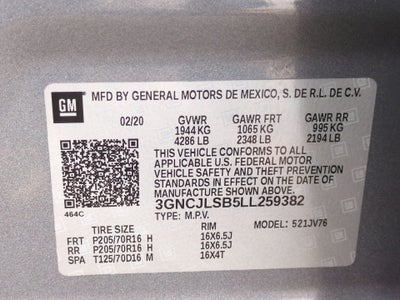 GM MFD BY GENERAL MOTORS DE MEXICO, S. DE R.L. DE C.V.
02/20 GVWR GAWR FRT GAWR RR
1944 KG 1065 KG 995 KG
4286 LB 2348 LB 2194 LB
THIS VEHICLE CONFORMS TO ALL
APPLICABLE U.S. FEDERAL MOTOR
VEHICLE SAFETY AND THEFT PREVENTION
STANDARDS IN EFFECT ON THE DATE OF
MANUFACTURE SHOWN ABOVE.
3GNCJLSB5LL259382
464C TYPE: M.P.V. MODEL: 521JV76
TIRE SIZE RIM
FRT P205/70R16 H 16X6.5J
RR P205/70R16 H 16X6.5J
SPA T125/70D16 M 16X4T